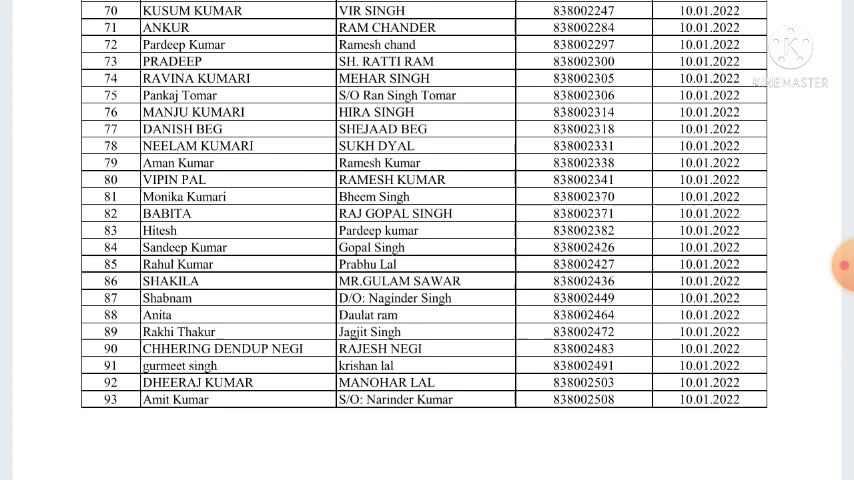 70 KUSUM KUMAR VIR SINGH 838002247 10.01.2022
71 ANKUR RAM CHANDER 838002284 10.01.2022
72 Pardeep Kumar Ramesh chand 838002297 10.01.2022
73 PRADEEP SH. RATTI RAM 838002300 10.01.2022
74 RAVINA KUMARI MEHAR SINGH 838002305 10.01.2022
75 Pankaj Tomar S/O Ran Singh Tomar 838002306 10.01.2022
76 MANJU KUMARI HIRA SINGH 838002314 10.01.2022
77 DANISH BEG SHEJAAD BEG 838002318 10.01.2022
78 NEELAM KUMARI SUKH DYAL 838002331 10.01.2022
79 Aman Kumar Ramesh Kumar 838002338 10.01.2022
80 VIPIN PAL RAMESH KUMAR 838002341 10.01.2022
81 Monika Kumari Bheem Singh 838002370 10.01.2022
82 BABITA RAJ GOPAL SINGH 838002371 10.01.2022
83 Hitesh Pardeep kumar 838002382 10.01.2022
84 Sandeep Kumar Gopal Singh 838002426 10.01.2022
85 Rahul Kumar Prabhu Lal 838002427 10.01.2022
86 SHAKILA MR.GULAM SAWAR 838002436 10.01.2022
87 Shabnam D/O: Naginder Singh 838002449 10.01.2022
88 Anita Daulat ram 838002464 10.01.2022
89 Rakhi Thakur Jagjit Singh 838002472 10.01.2022
90 CHHERING DENDUP NEGI RAJESH NEGI 838002483 10.01.2022
91 gurmeet singh krishan lal 838002491 10.01.2022
92 DHEERAJ KUMAR MANOHAR LAL 838002503 10.01.2022
93 Amit Kumar S/O: Narinder Kumar 838002508 10.01.2022
KINEMASTER